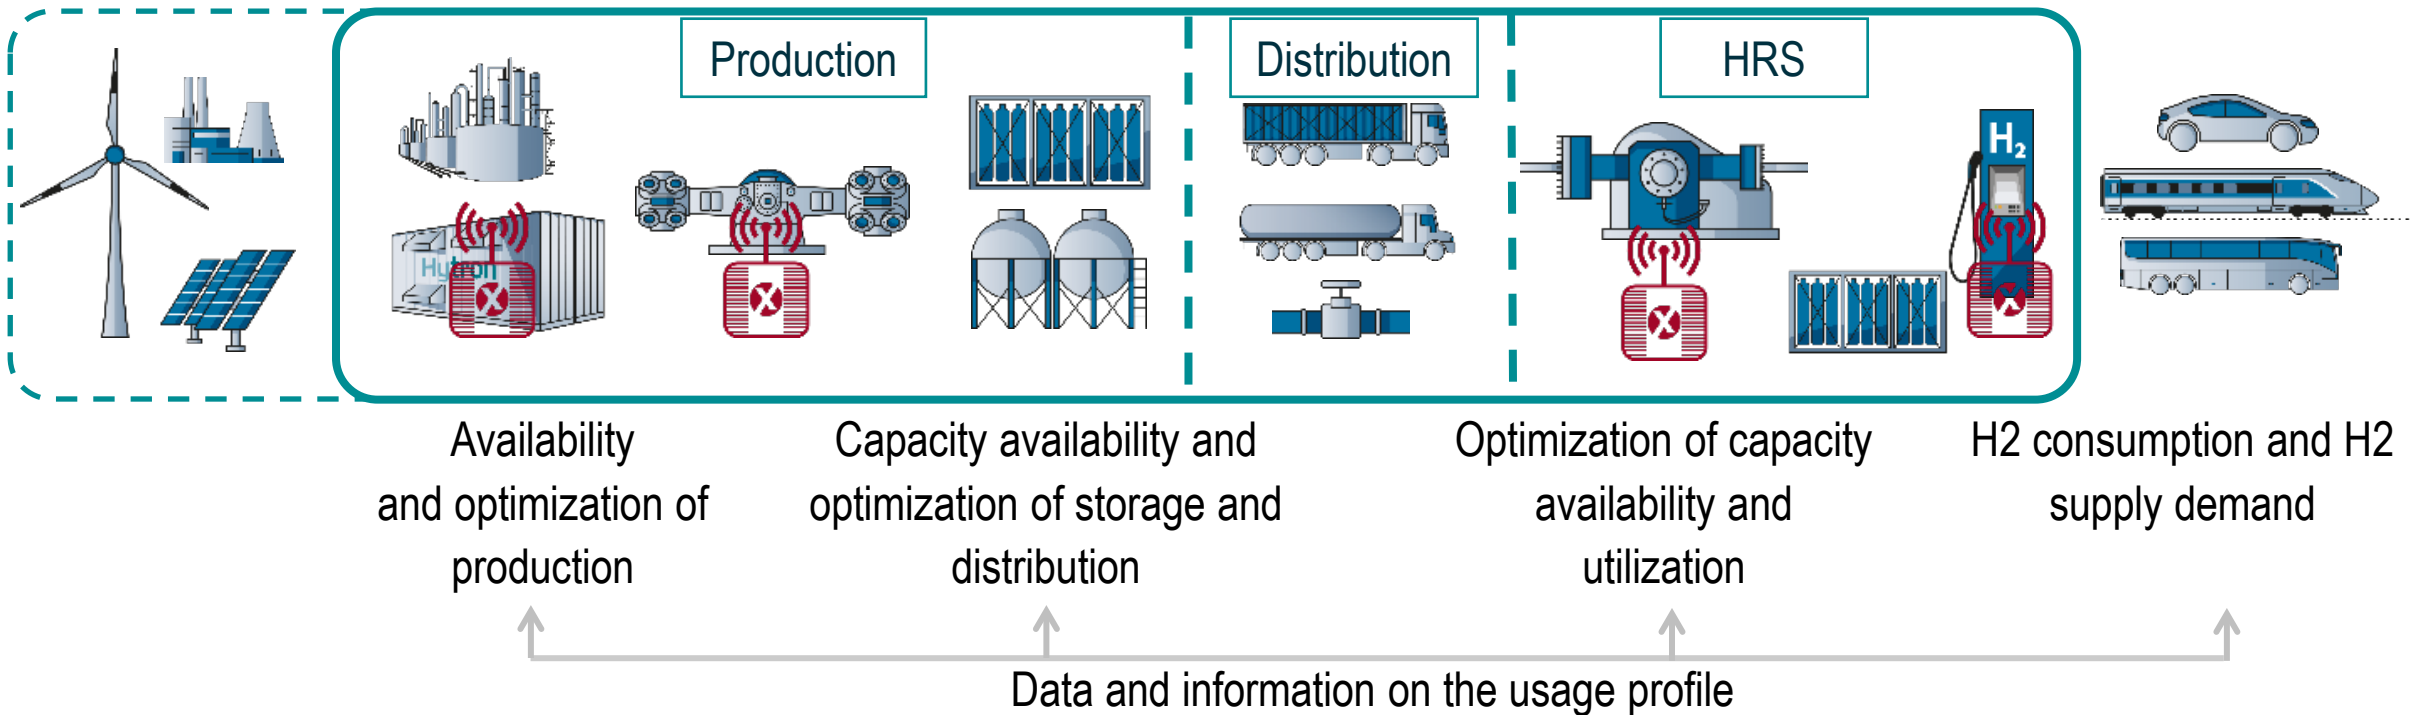 Production
Distribution
HRS
H₂
Hytron
X
X
X
X
Availability
and optimization of
production
Capacity availability and
optimization of storage and
distribution
Optimization of capacity
availability and
utilization
H2 consumption and H2
supply demand
Data and information on the usage profile